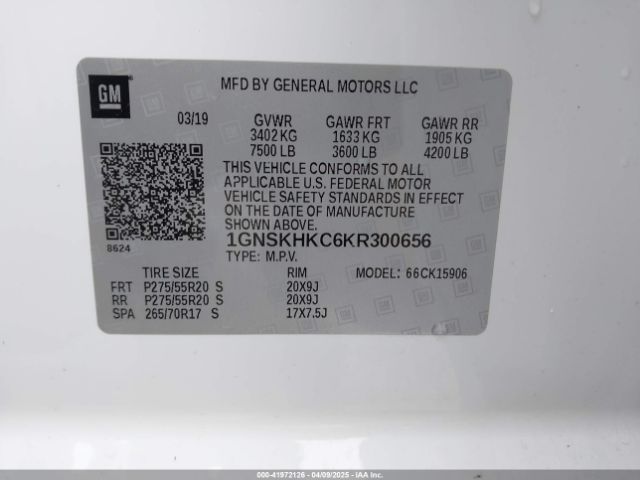 GM
MFD BY GENERAL MOTORS LLC
03/19 GVWR GAWR FRT GAWR RR
3402 KG 1633 KG 1905 KG
7500 LB 3600 LB 4200 LB
THIS VEHICLE CONFORMS TO ALL
APPLICABLE U.S. FEDERAL MOTOR
VEHICLE SAFETY STANDARDS IN EFFECT
ON THE DATE OF MANUFACTURE
SHOWN ABOVE.
8624
1GNSKHKC6KR300656
TYPE: M.P.V.
TIRE SIZE RIM MODEL: 66CK15906
FRT P275/55R20 S 20X9J
RR P275/55R20 S 20X9J
SPA 265/70R17 S 17X7.5J
000-41972126 - 04/09/2025 - IAA Inc.